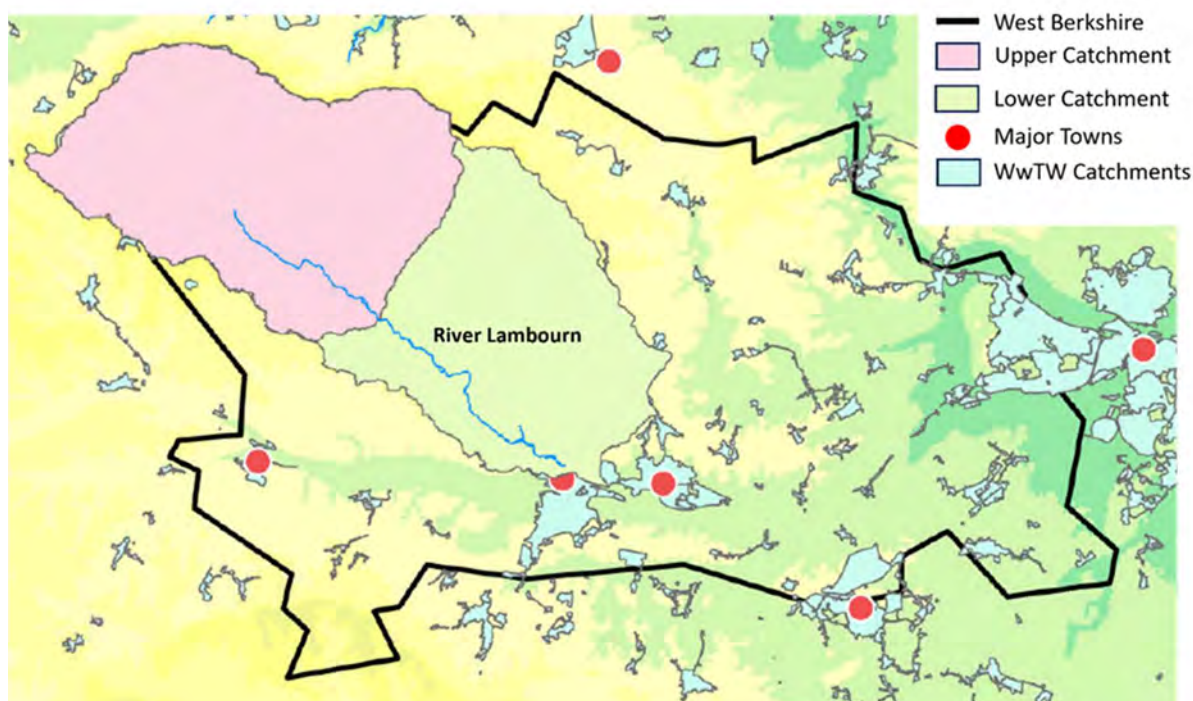 West Berkshire
Upper Catchment
Lower Catchment
Major Towns
WwTW Catchments
River Lambourn